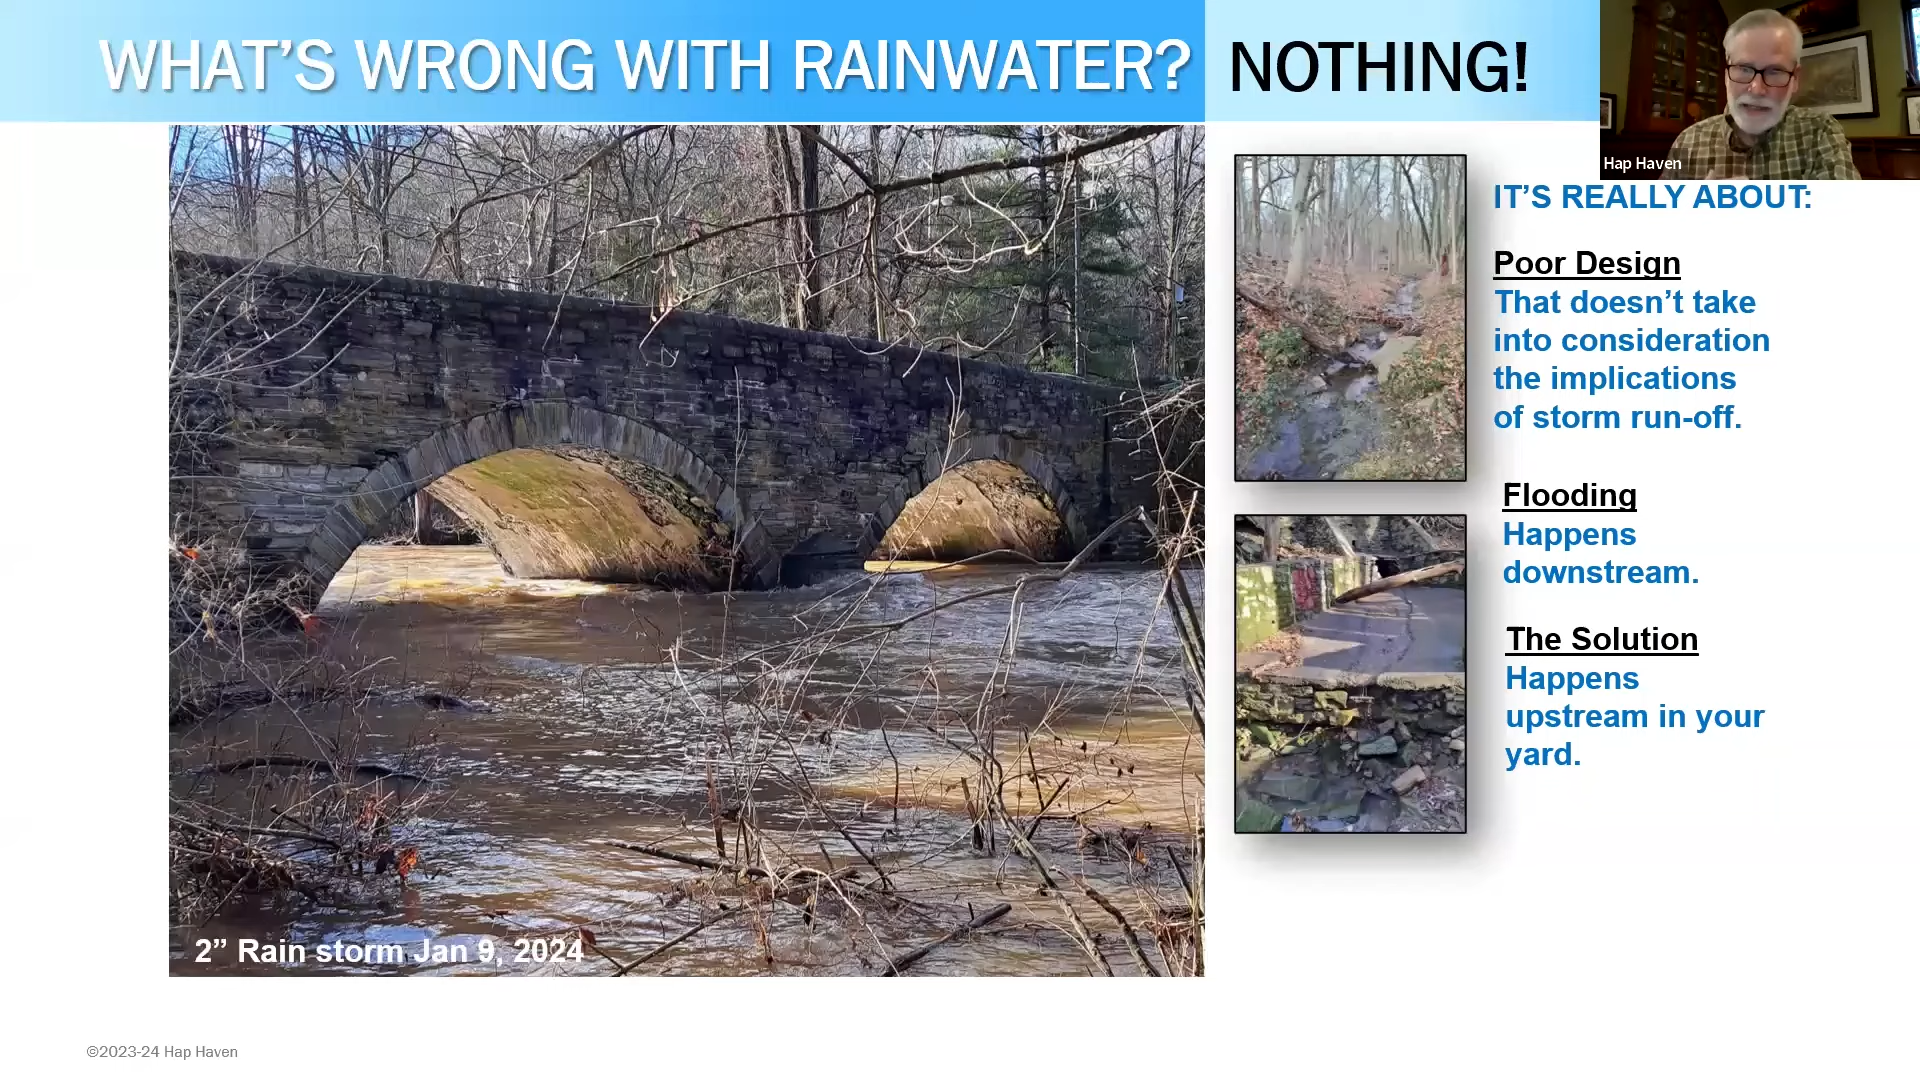 WHAT’S WRONG WITH RAINWATER? NOTHING!
Hap Haven
IT’S REALLY ABOUT:
Poor Design
That doesn’t take
into consideration
the implications
of storm run-off.
Flooding
Happens
downstream.
The Solution
Happens
upstream in your
yard.
2” Rain storm Jan 9, 2024
©2023-24 Hap Haven